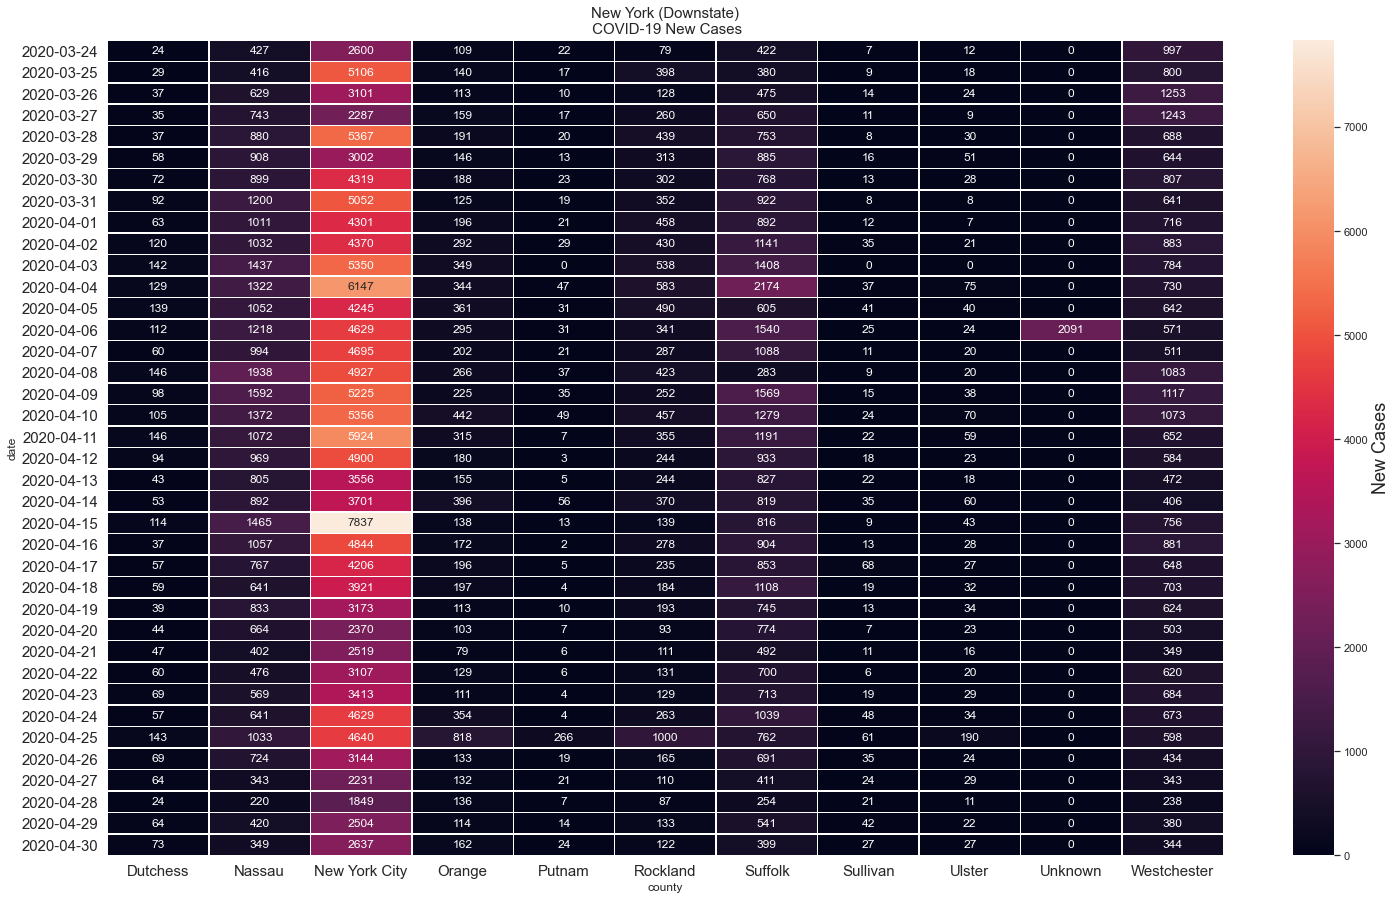 New York (Downstate)
COVID-19 New Cases
2020-03-24 24 427 2600 109 22 79 422 7 12 0 997
2020-03-25 29 416 5106 140 17 398 380 9 18 0 800
2020-03-26 37 629 3101 113 10 128 475 14 24 0 1253
2020-03-27 35 743 2287 159 17 260 650 11 9 0 1243
2020-03-28 37 880 5367 191 20 439 753 8 30 0 688
2020-03-29 58 908 3002 146 13 313 885 16 51 0 644
2020-03-30 72 899 4319 188 23 302 768 13 28 0 807
2020-03-31 92 1200 5052 125 19 352 922 8 8 0 641
2020-04-01 63 1011 4301 196 21 458 892 12 7 0 716
2020-04-02 120 1032 4370 292 29 430 1141 35 21 0 883
2020-04-03 142 1437 5350 349 0 538 1408 0 0 0 784
2020-04-04 129 1322 6147 344 47 583 2174 37 75 0 730
2020-04-05 139 1052 4245 361 31 490 605 41 40 0 642
2020-04-06 112 1218 4629 295 31 341 1540 25 24 2091 571
2020-04-07 60 994 4695 202 21 287 1088 11 20 0 511
2020-04-08 146 1938 4927 266 37 423 283 9 20 0 1083
2020-04-09 98 1592 5225 225 35 252 1569 15 38 0 1117
2020-04-10 105 1372 5356 442 49 457 1279 24 70 0 1073
2020-04-11 146 1072 5924 315 7 355 1191 22 59 0 652
2020-04-12 94 969 4900 180 3 244 933 18 23 0 584
2020-04-13 43 805 3556 155 5 244 827 22 18 0 472
2020-04-14 53 892 3701 396 56 370 819 35 60 0 406
2020-04-15 114 1465 7837 138 13 139 816 9 43 0 756
2020-04-16 37 1057 4844 172 2 278 904 13 28 0 881
2020-04-17 57 767 4206 196 5 235 853 68 27 0 648
2020-04-18 59 641 3921 197 4 184 1108 19 32 0 703
2020-04-19 39 833 3173 113 10 193 745 13 34 0 624
2020-04-20 44 664 2370 103 7 93 774 7 23 0 503
2020-04-21 47 402 2519 79 6 111 492 11 16 0 349
2020-04-22 60 476 3107 129 6 131 700 6 20 0 620
2020-04-23 69 569 3413 111 4 129 713 19 29 0 684
2020-04-24 57 641 4629 354 4 263 1039 48 34 0 673
2020-04-25 143 1033 4640 818 266 1000 762 61 190 0 598
2020-04-26 69 724 3144 133 19 165 691 35 24 0 434
2020-04-27 64 343 2231 132 21 110 411 24 29 0 343
2020-04-28 24 220 1849 136 7 87 254 21 11 0 238
2020-04-29 64 420 2504 114 14 133 541 42 22 0 380
2020-04-30 73 349 2637 162 24 122 399 27 27 0 344
Dutchess Nassau New York City Orange Putnam Rockland Suffolk Sullivan Ulster Unknown Westchester
county
date
7000
6000
5000
4000
3000
2000
1000
0
New Cases